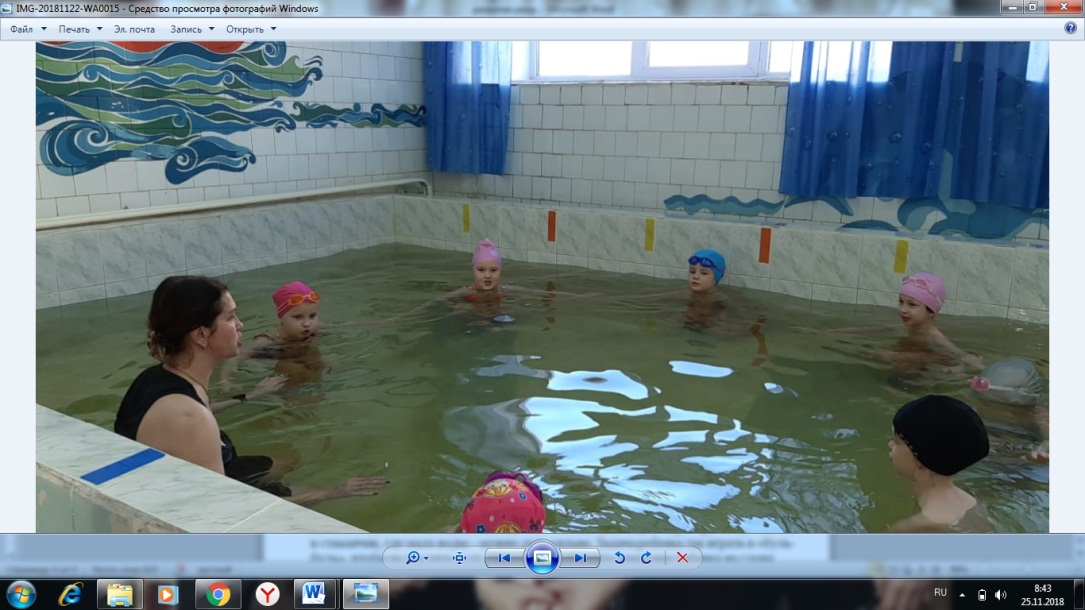 IMG-20181122-WA0015 - Средство просмотра фотографий Windows
Файл Печать Эл. почта Запись Открыть
RU
8:43
25.11.2018